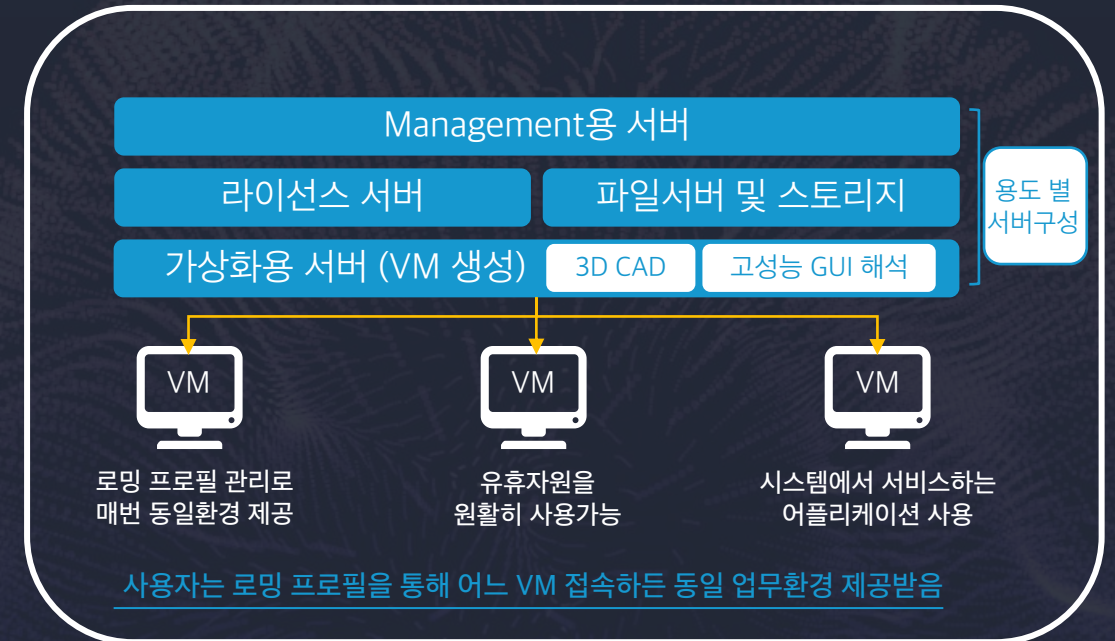 Management용 서버
라이선스 서버
파일서버 및 스토리지
용도 별
서버구성
가상화용 서버 (VM 생성)
3D CAD
고성능 GUI 해석
VM
VM
VM
로밍 프로필 관리로
매번 동일환경 제공
유휴자원을
원활히 사용가능
시스템에서 서비스하는
어플리케이션 사용
사용자는 로밍 프로필을 통해 어느 VM 접속하든 동일 업무환경 제공받음